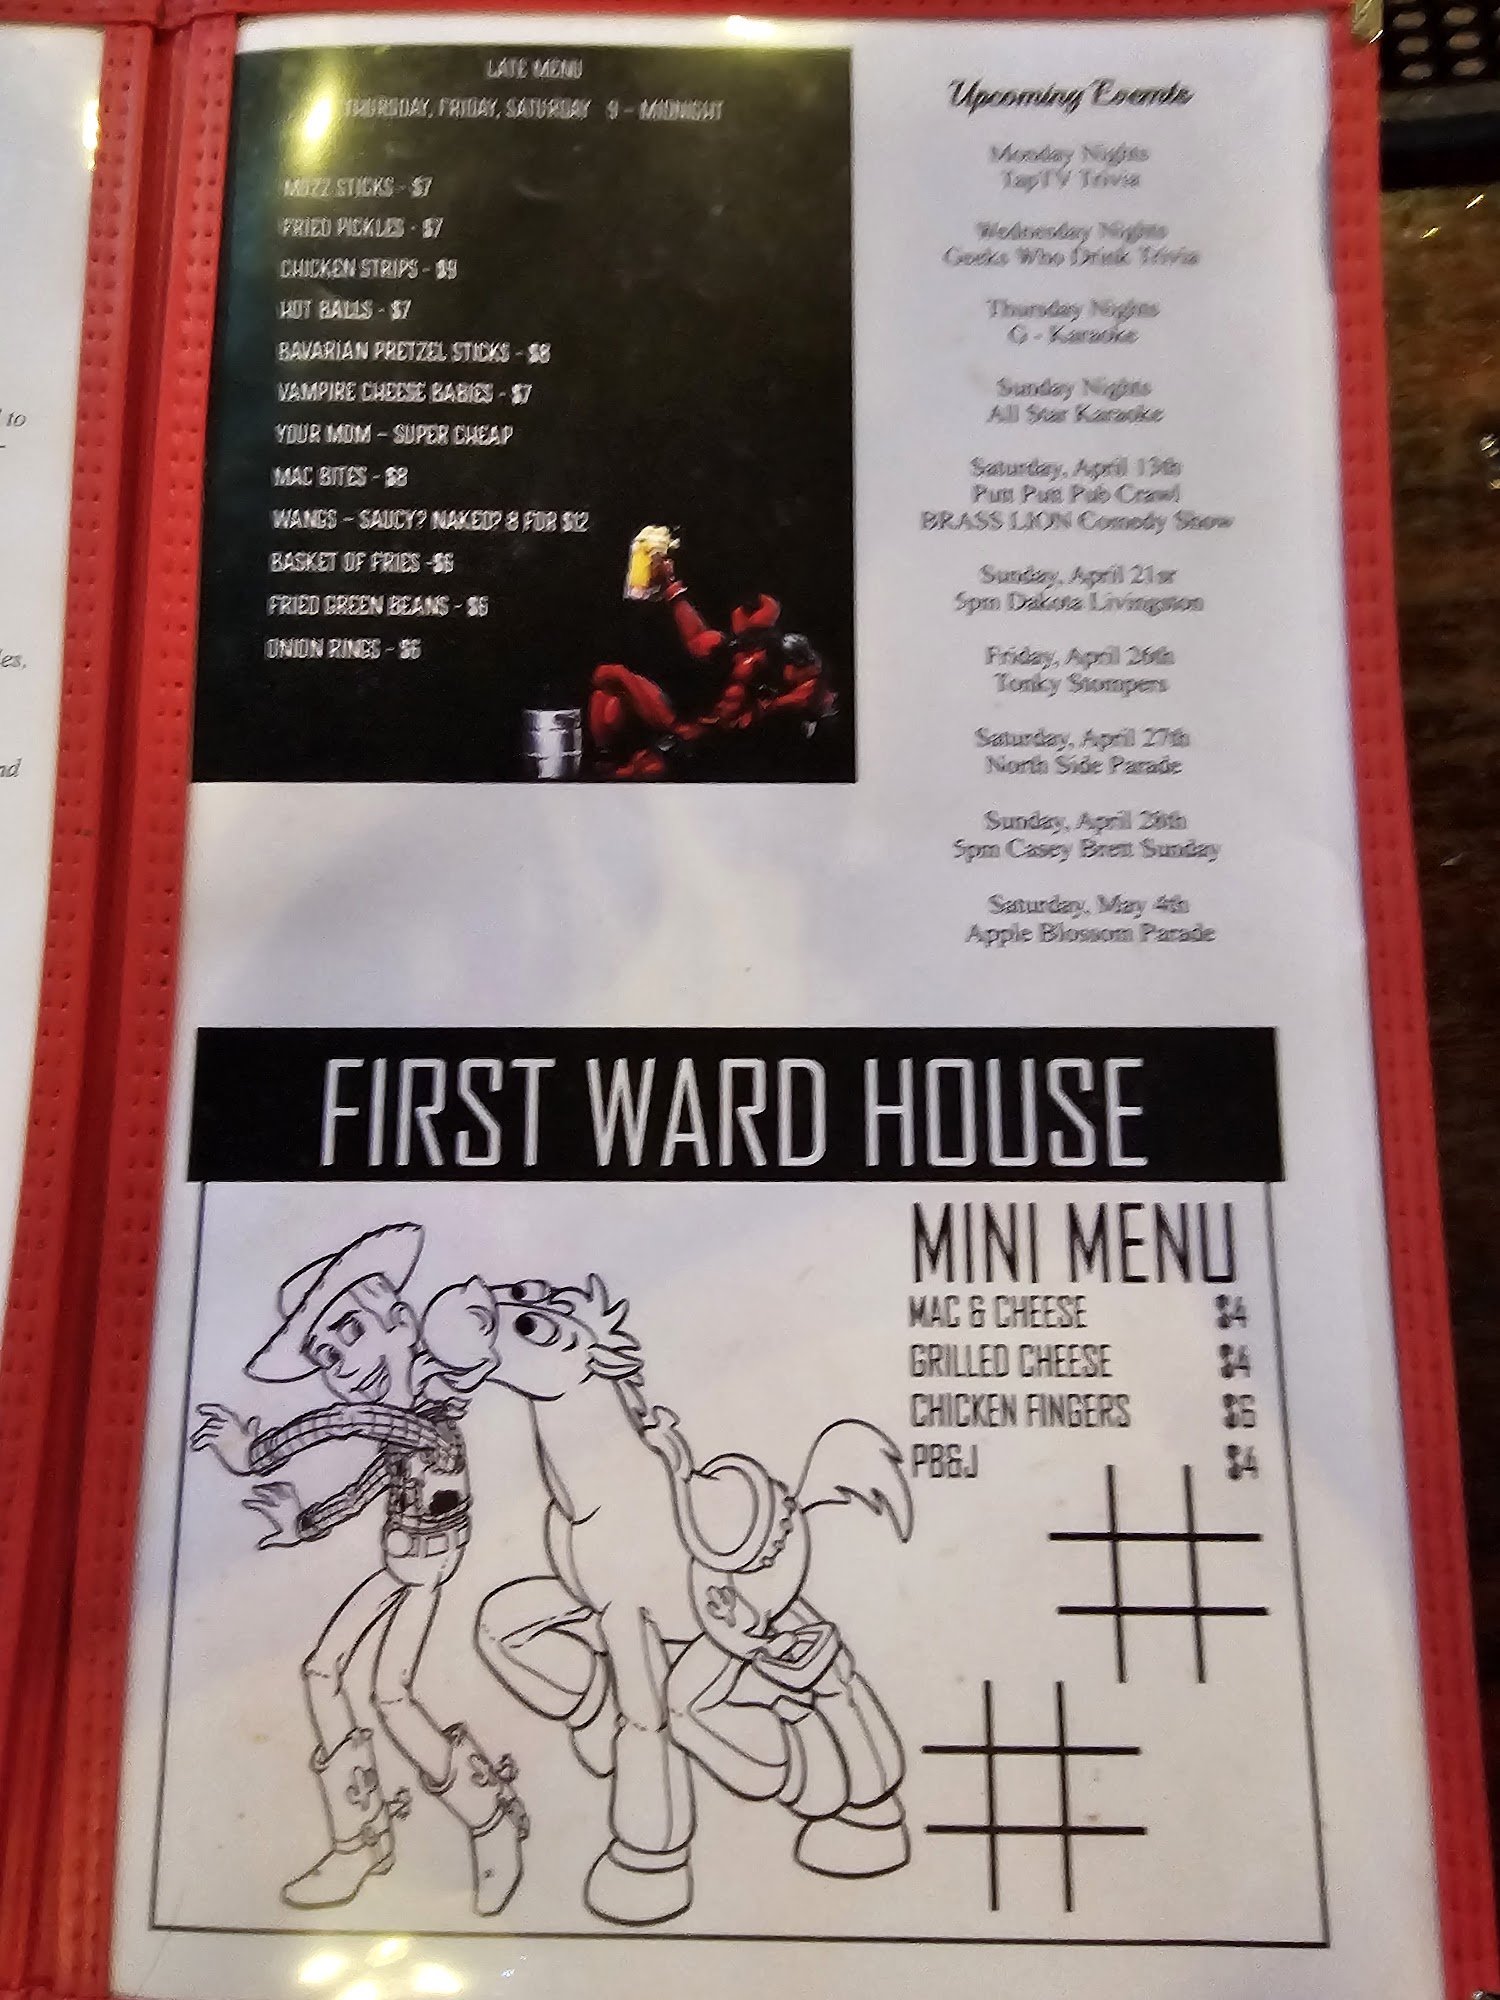 to
les,
nd
LATE MENU
THURSDAY, FRIDAY, SATURDAY 9 - MIDNIGHT
MOZZ STICKS - $7
FRIED PICKLES - $7
CHICKEN STRIPS - $9
HOT BALLS - $7
BAVARIAN PRETZEL STICKS - $8
VAMPIRE CHEESE BABIES - $7
YOUR MOM - SUPER CHEAP
MAC BITES - $8
WANGS - SAUCY? NAKED? 8 FOR $12
BASKET OF FRIES -$6
FRIED GREEN BEANS - $6
ONION RINGS - $6
Upcoming Events
Monday Nights
TapTV Trivia
Wednesday Nights
Geeks Who Drink Trivia
Thursday Nights
G - Karaoke
Sunday Nights
All Star Karaoke
Saturday, April 13th
Putt Putt Pub Crawl
BRASS LION Comedy Show
Sunday, April 21st
5pm Dakota Livingston
Friday, April 26th
Tonky Stompers
Saturday, April 27th
North Side Parade
Sunday, April 28th
5pm Casey Brett Sunday
Saturday, May 4th
Apple Blossom Parade
FIRST WARD HOUSE
MINI MENU
MAC & CHEESE $4
GRILLED CHEESE $4
CHICKEN FINGERS $6
PB&J $4